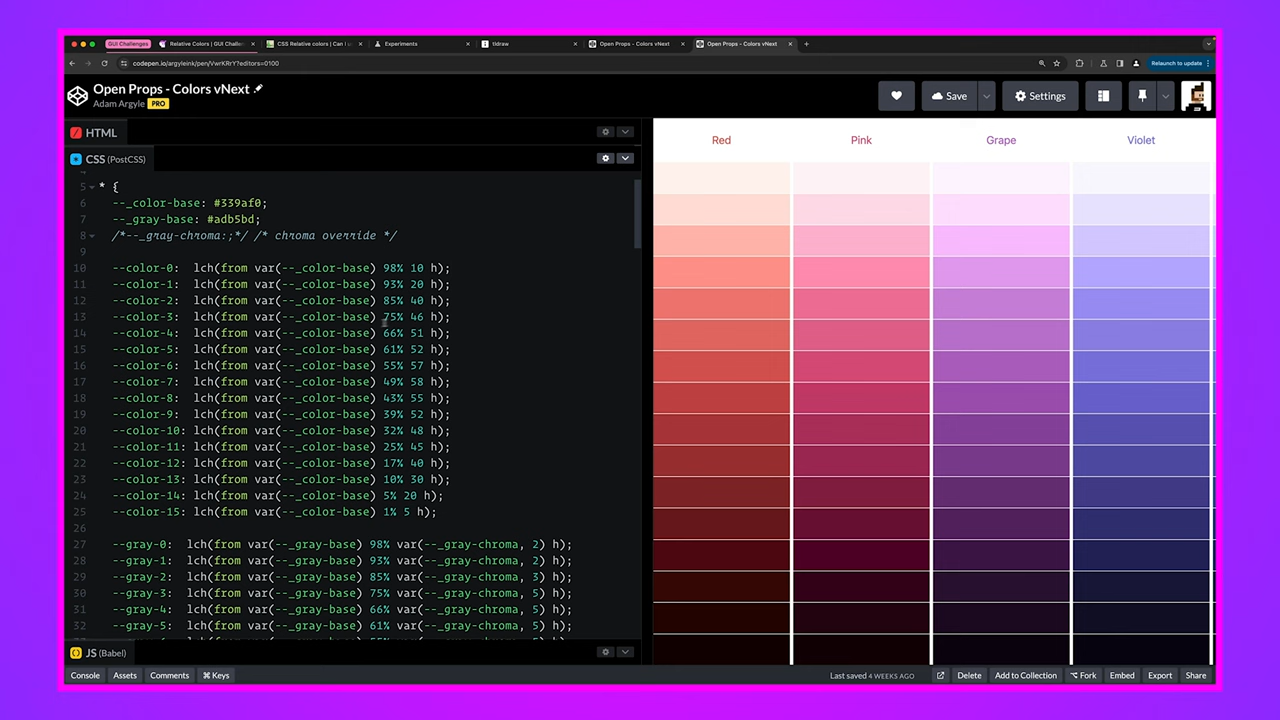 GUI Challenges
Relative Colors | GUI Challe
CSS Relative colors | Can I u
Experiments
tldraw
Open Props - Colors vNext
Open Props - Colors vNext
codepen.io/argyleink/pen/VwrKRrY?editors=0100
Relaunch to update
Open Props - Colors vNext
Adam Argyle PRO
Save
Settings
HTML
CSS (PostCSS)
5 * {
6 --_color-base: #339af0;
7 --_gray-base: #adb5bd;
8 /*--_gray-chroma:;*/ /* chroma override */
9
10 --color-0: lch(from var(--_color-base) 98% 10 h);
11 --color-1: lch(from var(--_color-base) 93% 20 h);
12 --color-2: lch(from var(--_color-base) 85% 40 h);
13 --color-3: lch(from var(--_color-base) 75% 46 h);
14 --color-4: lch(from var(--_color-base) 66% 51 h);
15 --color-5: lch(from var(--_color-base) 61% 52 h);
16 --color-6: lch(from var(--_color-base) 55% 57 h);
17 --color-7: lch(from var(--_color-base) 49% 58 h);
18 --color-8: lch(from var(--_color-base) 43% 55 h);
19 --color-9: lch(from var(--_color-base) 39% 52 h);
20 --color-10: lch(from var(--_color-base) 32% 48 h);
21 --color-11: lch(from var(--_color-base) 25% 45 h);
22 --color-12: lch(from var(--_color-base) 17% 40 h);
23 --color-13: lch(from var(--_color-base) 10% 30 h);
24 --color-14: lch(from var(--_color-base) 5% 20 h);
25 --color-15: lch(from var(--_color-base) 1% 5 h);
26
27 --gray-0: lch(from var(--_gray-base) 98% var(--_gray-chroma, 2) h);
28 --gray-1: lch(from var(--_gray-base) 93% var(--_gray-chroma, 2) h);
29 --gray-2: lch(from var(--_gray-base) 85% var(--_gray-chroma, 3) h);
30 --gray-3: lch(from var(--_gray-base) 75% var(--_gray-chroma, 5) h);
31 --gray-4: lch(from var(--_gray-base) 66% var(--_gray-chroma, 5) h);
32 --gray-5: lch(from var(--_gray-base) 61% var(--_gray-chroma, 5) h);
JS (Babel)
Red
Pink
Grape
Violet
Console
Assets
Comments
⌘ Keys
Last saved 4 WEEKS AGO
Delete
Add to Collection
⌥ Fork
Embed
Export
Share